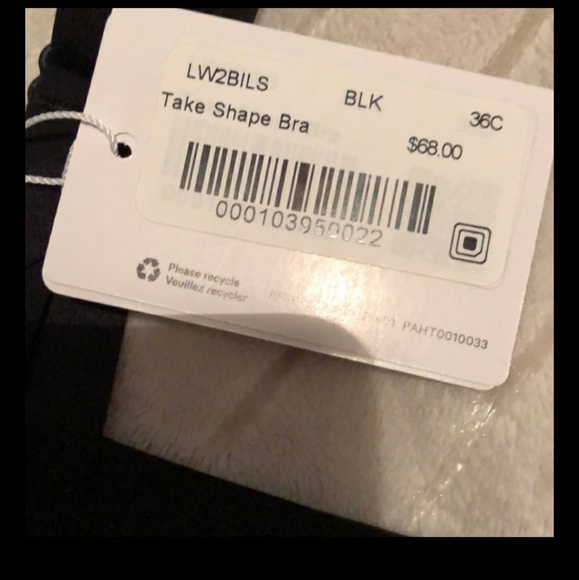 LW2BILS BLK 36C
Take Shape Bra
$68.00
000103950022
Please recycle
Veuillez recycler
PAHT0010033